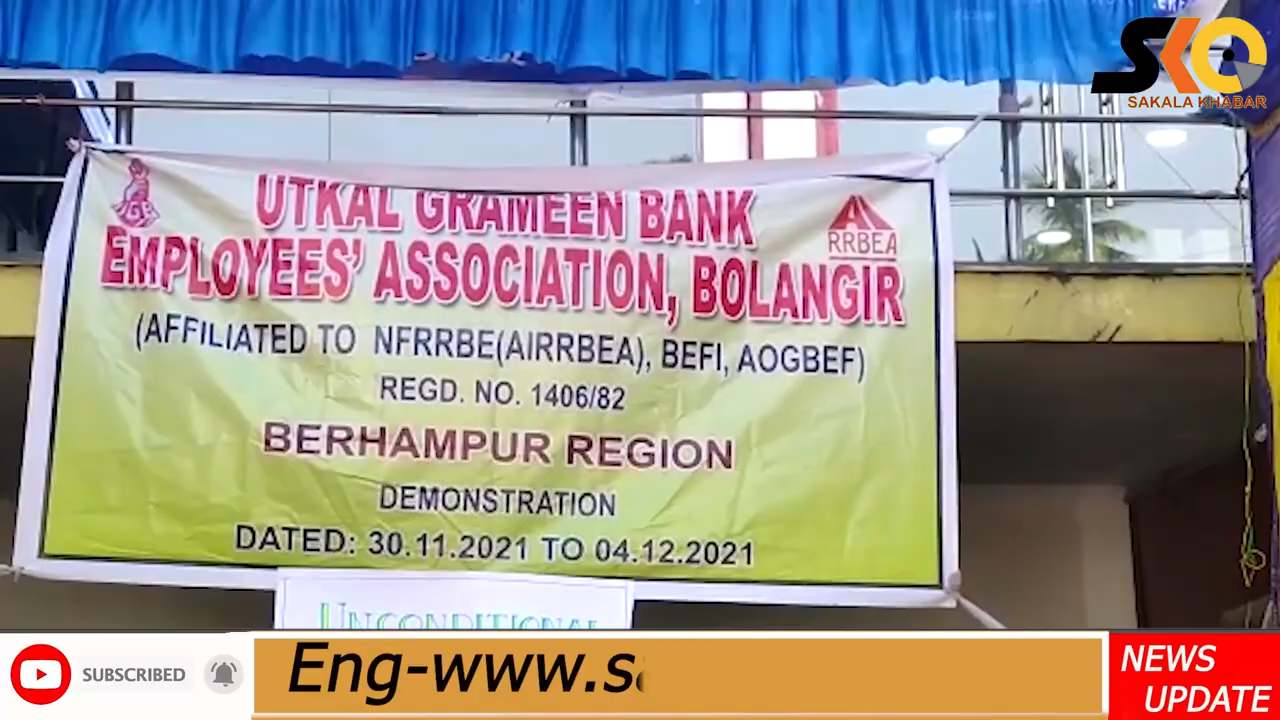 SAKALA KHABAR
UTKAL GRAMEEN BANK
RRBEA
EMPLOYEES' ASSOCIATION, BOLANGIR
(AFFILIATED TO NFRRBE(AIRRBEA), BEFI, AOGBEF)
REGD. NO. 1406/82
BERHAMPUR REGION
DEMONSTRATION
DATED: 30.11.2021 TO 04.12.2021
UNCONDITIONAL
SUBSCRIBED
Eng-www.sa
NEWS
UPDATE